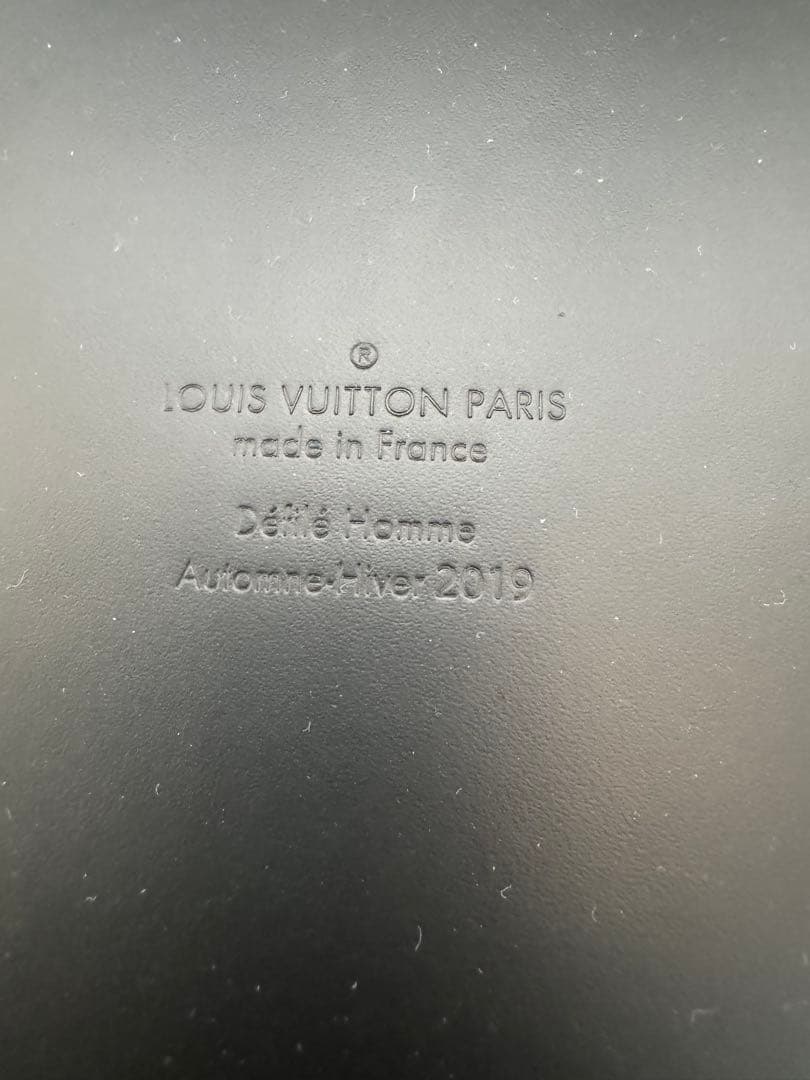 ®
LOUIS VUITTON PARIS
made in France
Défilé Homme
Automne-Hiver 2019